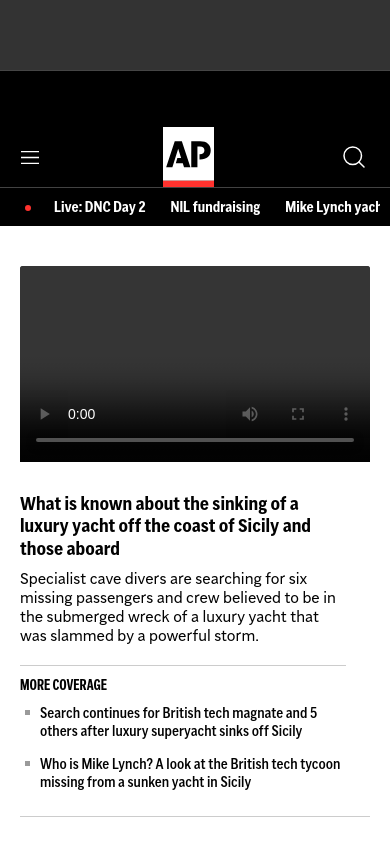 AP
Live: DNC Day 2 NIL fundraising Mike Lynch yach
0:00
What is known about the sinking of a
luxury yacht off the coast of Sicily and
those aboard
Specialist cave divers are searching for six
missing passengers and crew believed to be in
the submerged wreck of a luxury yacht that
was slammed by a powerful storm.
MORE COVERAGE
Search continues for British tech magnate and 5
others after luxury superyacht sinks off Sicily
Who is Mike Lynch? A look at the British tech tycoon
missing from a sunken yacht in Sicily